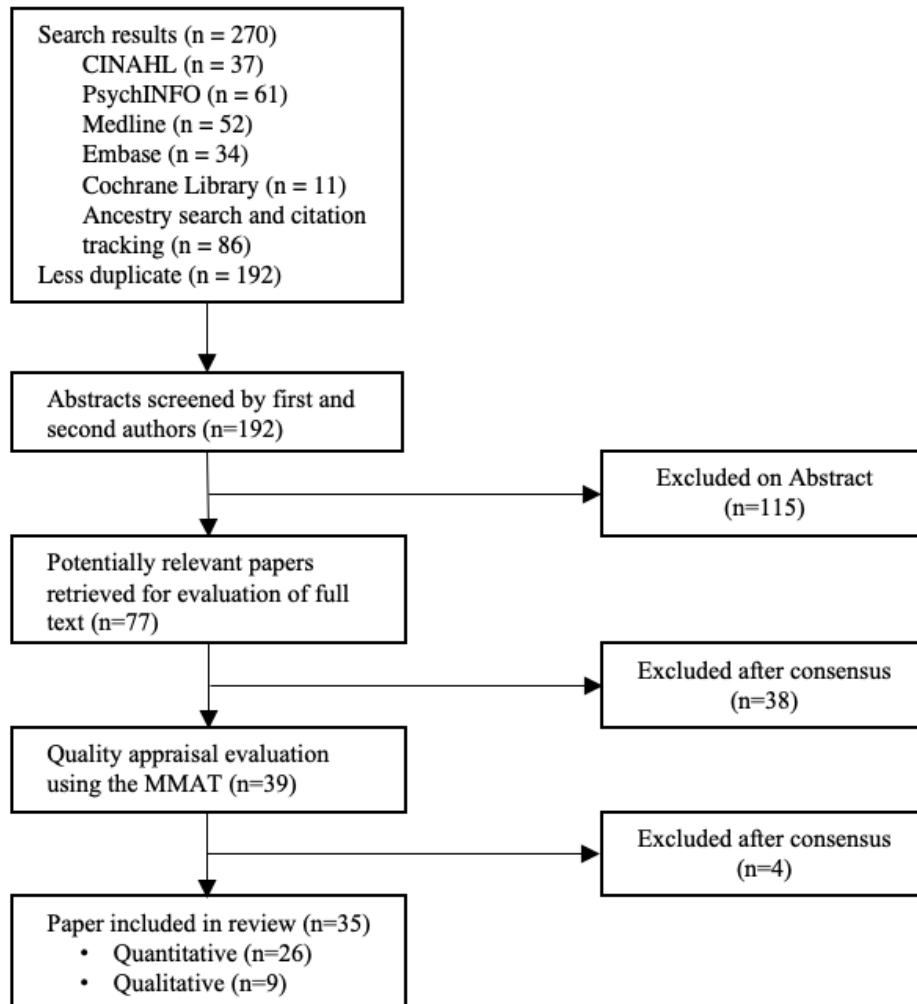 Search results (n = 270)
CINAHL (n = 37)
PsychINFO (n = 61)
Medline (n = 52)
Embase (n = 34)
Cochrane Library (n = 11)
Ancestry search and citation
tracking (n = 86)
Less duplicate (n = 192)
Abstracts screened by first and
second authors (n=192)
Excluded on Abstract
(n=115)
Potentially relevant papers
retrieved for evaluation of full
text (n=77)
Excluded after consensus
(n=38)
Quality appraisal evaluation
using the MMAT (n=39)
Excluded after consensus
(n=4)
Paper included in review (n=35)
• Quantitative (n=26)
• Qualitative (n=9)